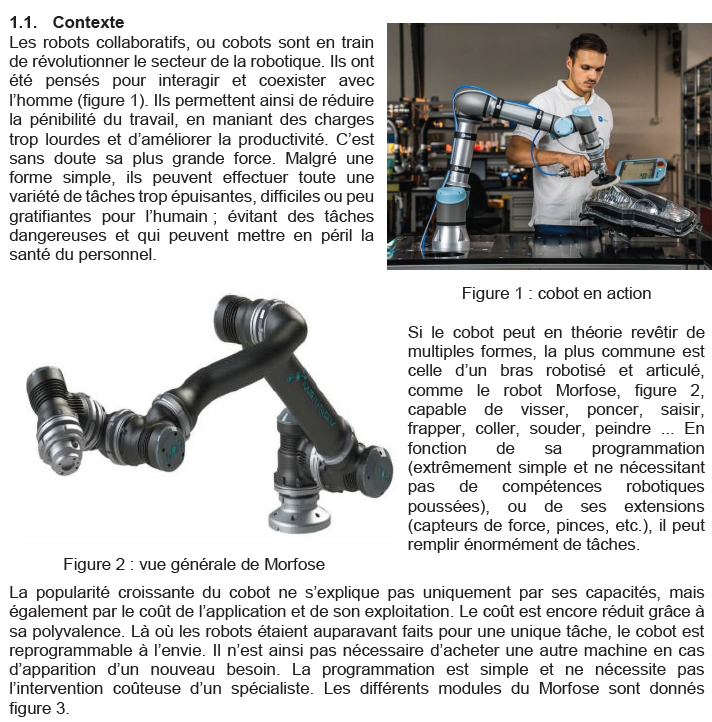 1.1. Contexte
Les robots collaboratifs, ou cobots sont en train
de révolutionner le secteur de la robotique. Ils ont
été pensés pour interagir et coexister avec
l'homme (figure 1). Ils permettent ainsi de réduire
la pénibilité du travail, en maniant des charges
trop lourdes et d'améliorer la productivité. C'est
sans doute sa plus grande force. Malgré une
forme simple, ils peuvent effectuer toute une
variété de tâches trop épuisantes, difficiles ou peu
gratifiantes pour l'humain ; évitant des tâches
dangereuses et qui peuvent mettre en péril la
santé du personnel.
Figure 1 : cobot en action
Si le cobot peut en théorie revêtir de
multiples formes, la plus commune est
celle d'un bras robotisé et articulé,
comme le robot Morfose, figure 2,
capable de visser, poncer, saisir,
frapper, coller, souder, peindre ... En
fonction de sa programmation
(extrêmement simple et ne nécessitant
pas de compétences robotiques
poussées), ou de ses extensions
(capteurs de force, pinces, etc.), il peut
remplir énormément de tâches.
Figure 2 : vue générale de Morfose
La popularité croissante du cobot ne s'explique pas uniquement par ses capacités, mais
également par le coût de l'application et de son exploitation. Le coût est encore réduit grâce à
sa polyvalence. Là où les robots étaient auparavant faits pour une unique tâche, le cobot est
reprogrammable à l'envie. Il n'est ainsi pas nécessaire d'acheter une autre machine en cas
d'apparition d'un nouveau besoin. La programmation est simple et ne nécessite pas
l'intervention coûteuse d'un spécialiste. Les différents modules du Morfose sont donnés
figure 3.